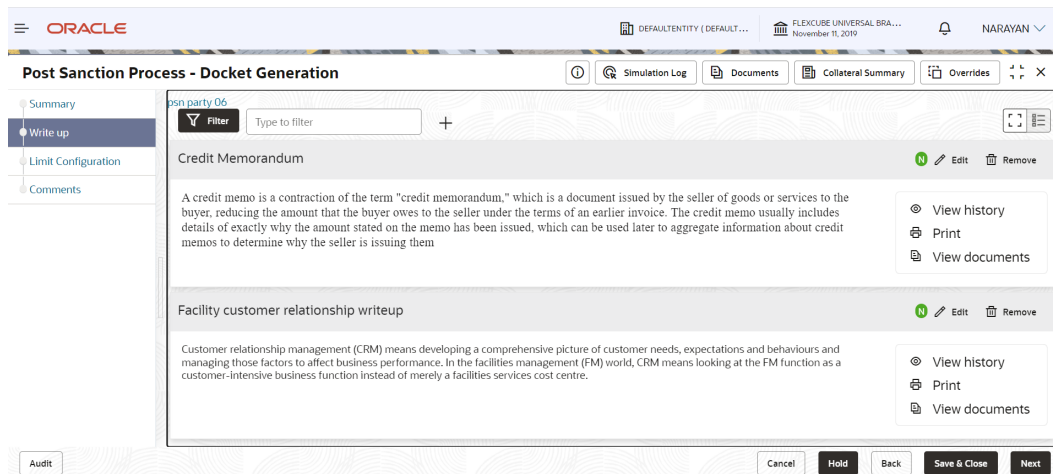 ORACLE
DEFAULTENTITY ( DEFAULT...
FLEXCUBE UNIVERSAL BRA...
November 11, 2019
NARAYAN
Post Sanction Process - Docket Generation
Simulation Log
Documents
Collateral Summary
Overrides
Summary
Write up
Limit Configuration
Comments
psn party 06
Filter
Type to filter
Credit Memorandum
N
Edit
Remove
A credit memo is a contraction of the term "credit memorandum," which is a document issued by the seller of goods or services to the
buyer, reducing the amount that the buyer owes to the seller under the terms of an earlier invoice. The credit memo usually includes
details of exactly why the amount stated on the memo has been issued, which can be used later to aggregate information about credit
memos to determine why the seller is issuing them
View history
Print
View documents
Facility customer relationship writeup
N
Edit
Remove
Customer relationship management (CRM) means developing a comprehensive picture of customer needs, expectations and behaviours and
managing those factors to affect business performance. In the facilities management (FM) world, CRM means looking at the FM function as a
customer-intensive business function instead of merely a facilities services cost centre.
View history
Print
View documents
Audit
Cancel
Hold
Back
Save & Close
Next